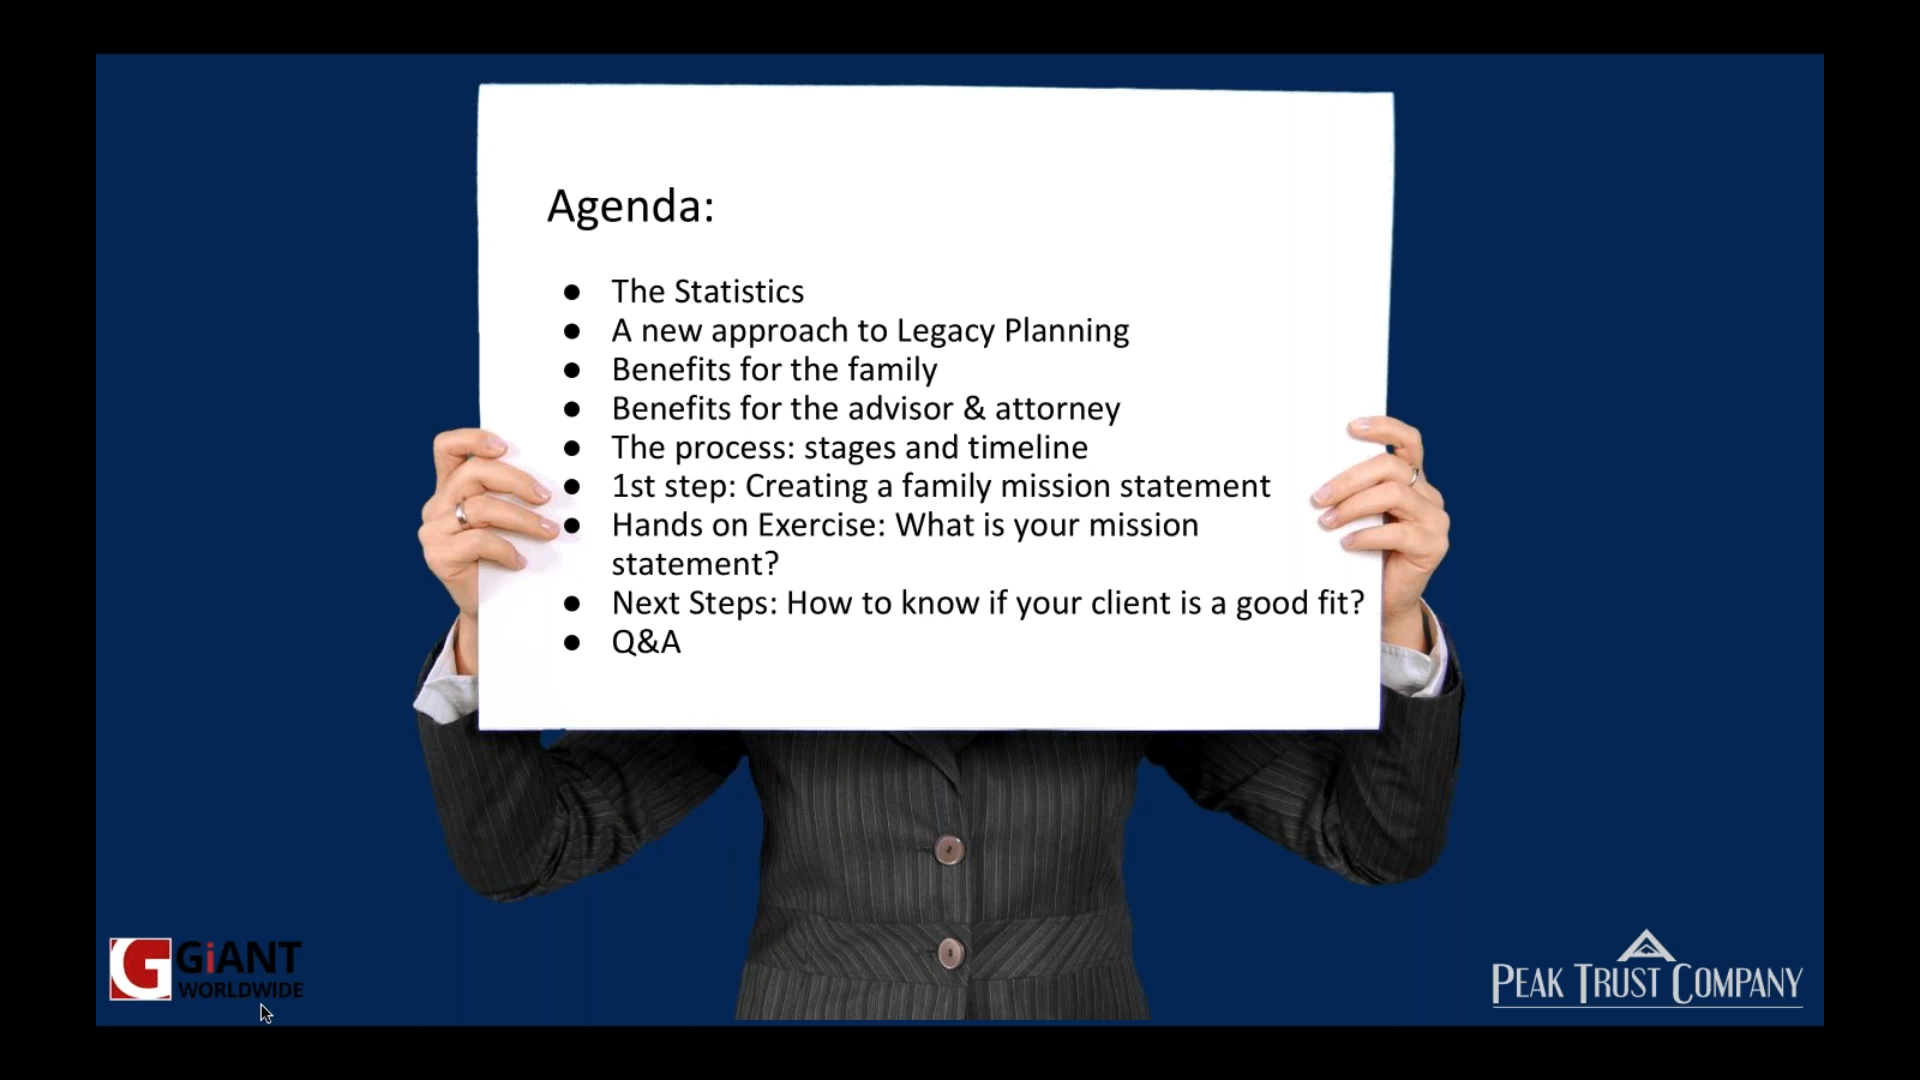 Agenda:
● The Statistics
● A new approach to Legacy Planning
● Benefits for the family
● Benefits for the advisor & attorney
● The process: stages and timeline
● 1st step: Creating a family mission statement
● Hands on Exercise: What is your mission
statement?
● Next Steps: How to know if your client is a good fit?
● Q&A
G GiANT
WORLDWIDE
PEAK TRUST COMPANY